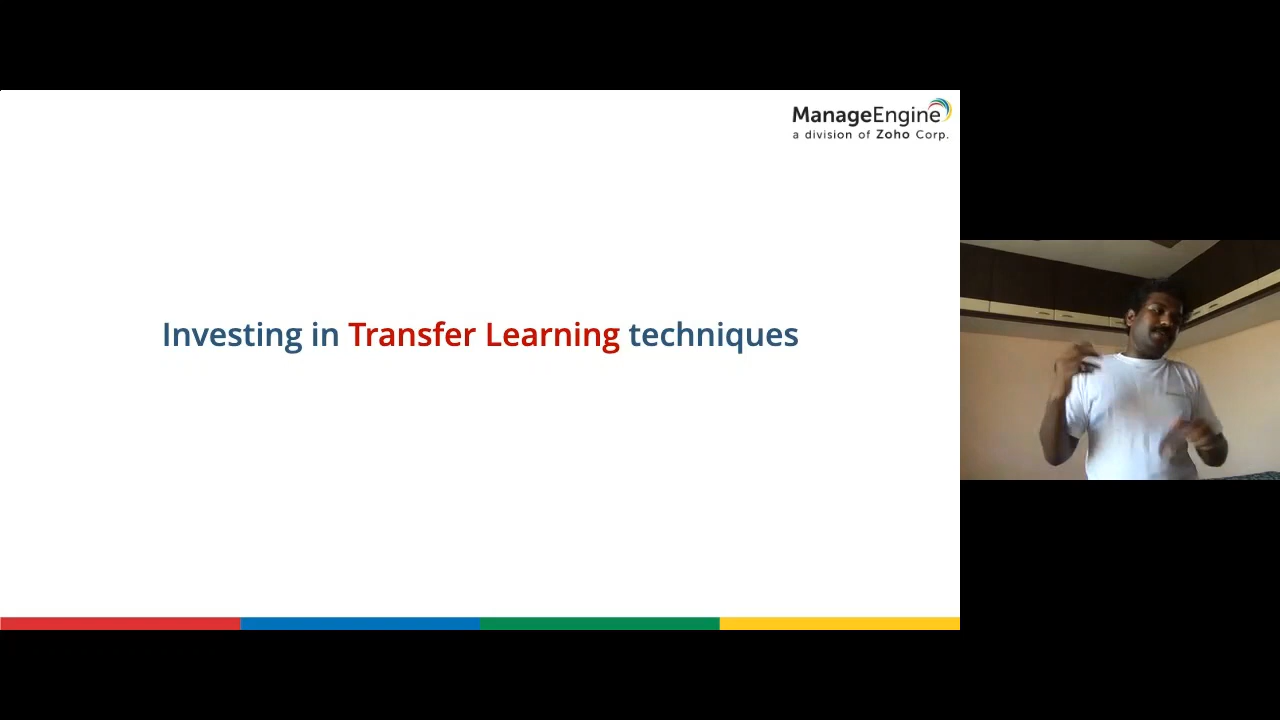 ManageEngine
a division of Zoho Corp.
Investing in Transfer Learning techniques